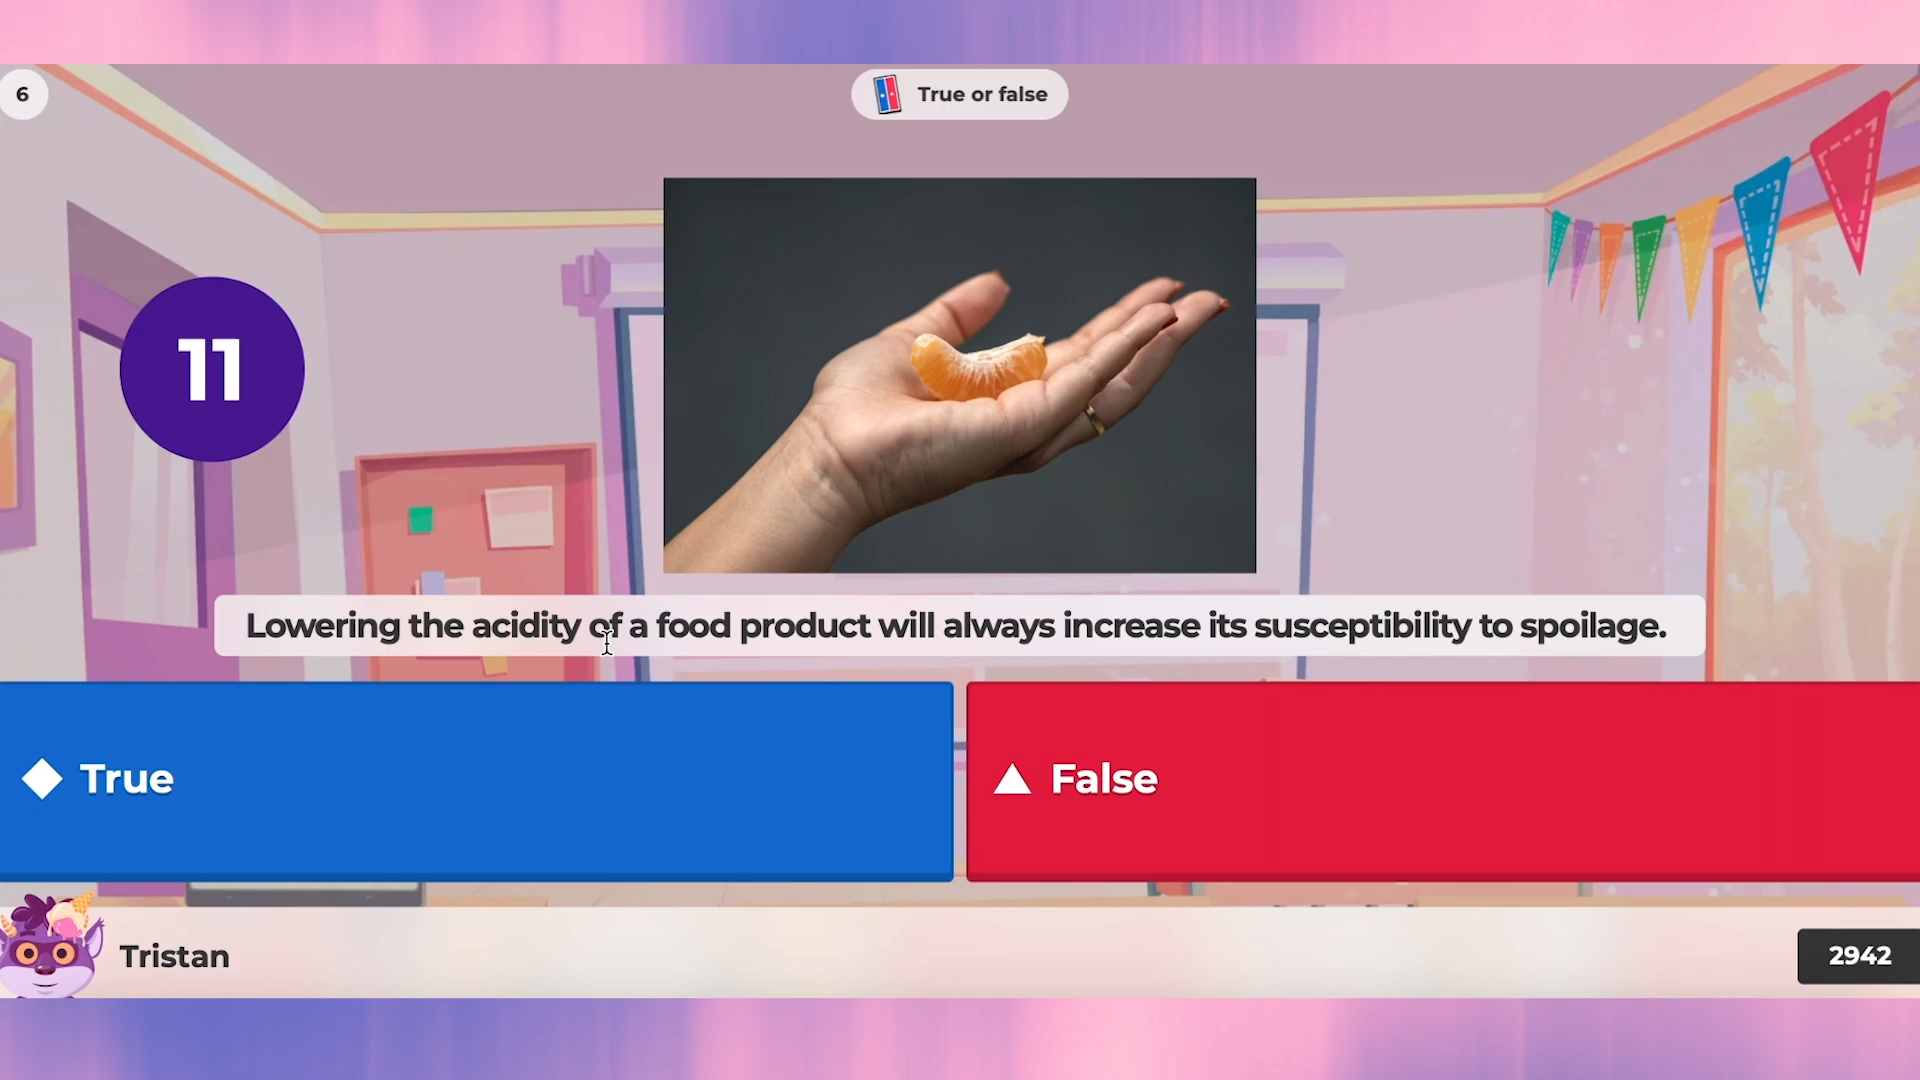 6
True or false
11
Lowering the acidity of a food product will always increase its susceptibility to spoilage.
True
False
Tristan
2942